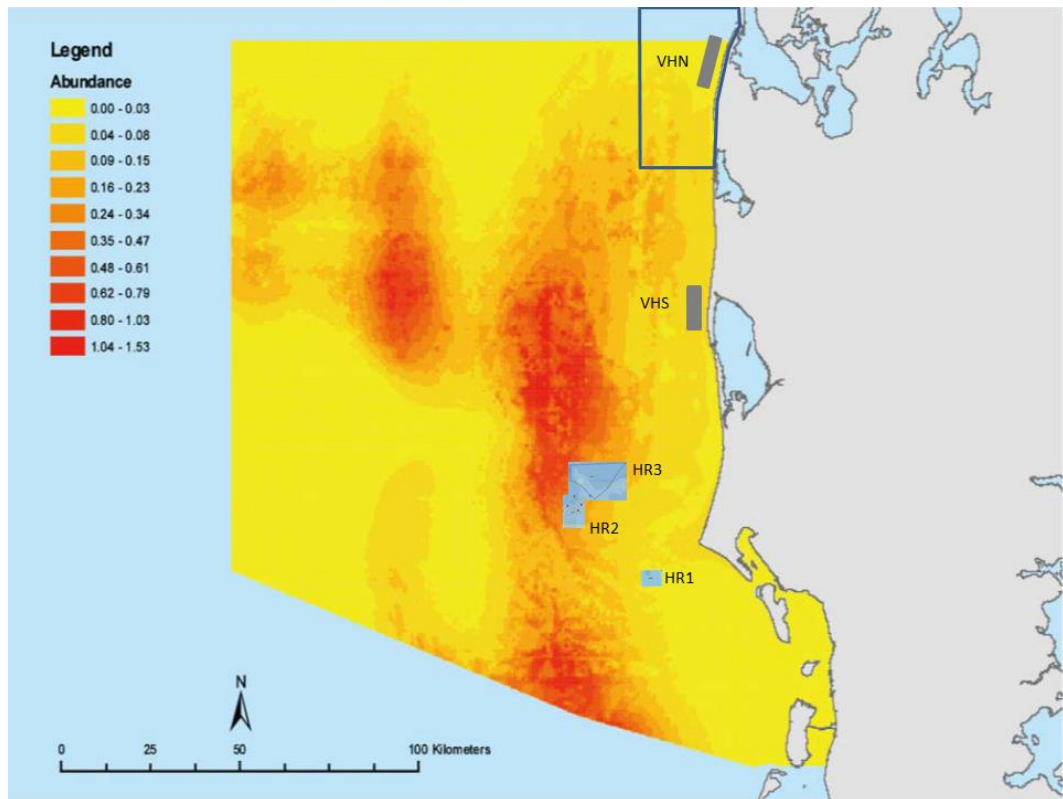 Legend
Abundance
0.00 - 0.03
0.04 - 0.08
0.09 - 0.15
0.16 - 0.23
0.24 - 0.34
0.35 - 0.47
0.48 - 0.61
0.62 - 0.79
0.80 - 1.03
1.04 - 1.53
VHN
VHS
HR3
HR2
HR1
N
0 25 50 100 Kilometers